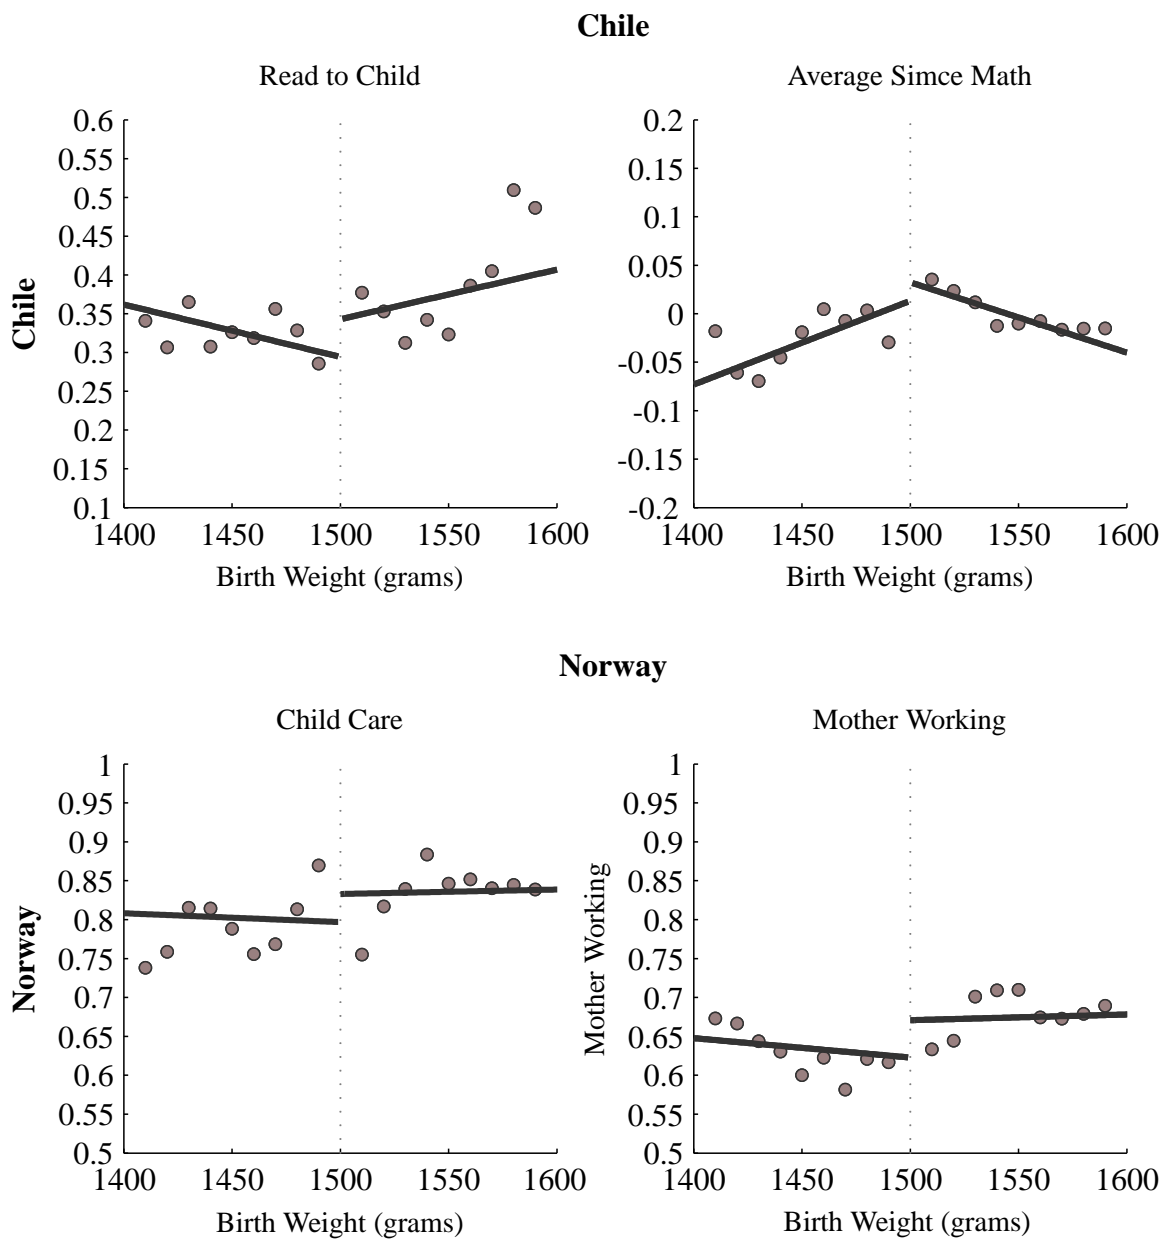 Chile
Read to Child
Average Simce Math
Chile
0.6
0.55
0.5
0.45
0.4
0.35
0.3
0.25
0.2
0.15
0.1
1400 1450 1500 1550 1600
Birth Weight (grams)
0.2
0.15
0.1
0.05
0
-0.05
-0.1
-0.15
-0.2
1400 1450 1500 1550 1600
Birth Weight (grams)
Norway
Child Care
Mother Working
Norway
1
0.95
0.9
0.85
0.8
0.75
0.7
0.65
0.6
0.55
0.5
1400 1450 1500 1550 1600
Birth Weight (grams)
Mother Working
1
0.95
0.9
0.85
0.8
0.75
0.7
0.65
0.6
0.55
0.5
1400 1450 1500 1550 1600
Birth Weight (grams)